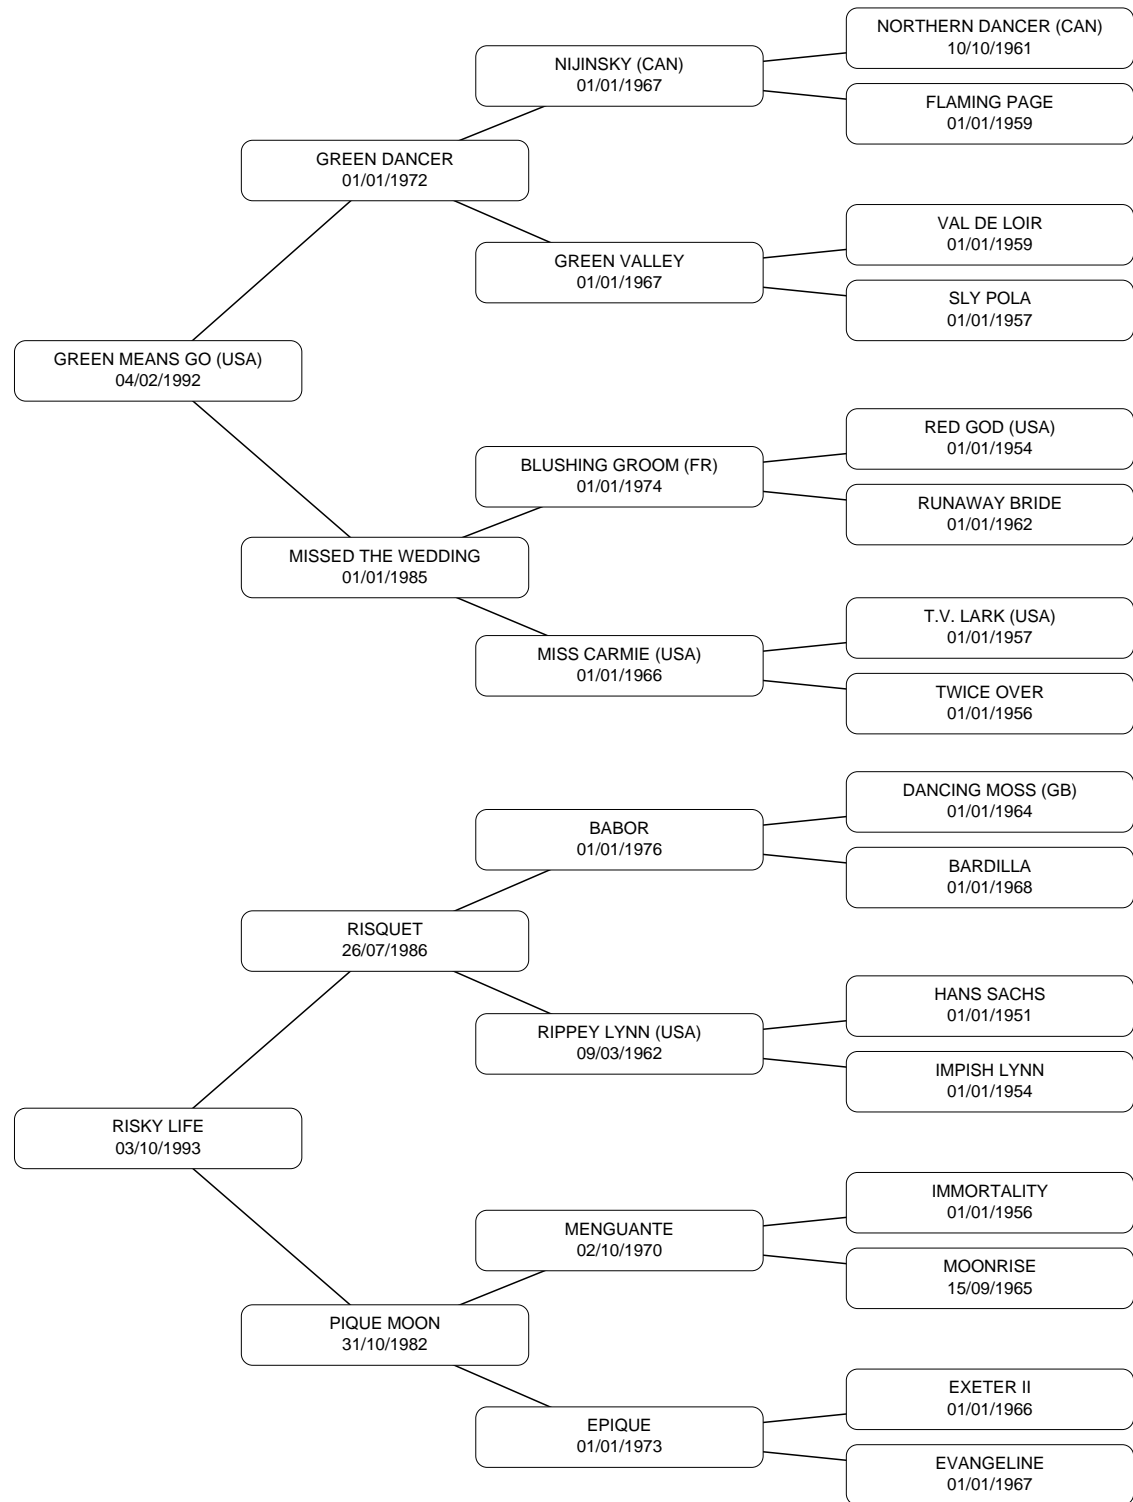 NORTHERN DANCER (CAN)
10/10/1961
NIJINSKY (CAN)
01/01/1967
FLAMING PAGE
01/01/1959
GREEN DANCER
01/01/1972
VAL DE LOIR
01/01/1959
GREEN VALLEY
01/01/1967
SLY POLA
01/01/1957
GREEN MEANS GO (USA)
04/02/1992
RED GOD (USA)
01/01/1954
BLUSHING GROOM (FR)
01/01/1974
RUNAWAY BRIDE
01/01/1962
MISSED THE WEDDING
01/01/1985
T.V. LARK (USA)
01/01/1957
MISS CARMIE (USA)
01/01/1966
TWICE OVER
01/01/1956
DANCING MOSS (GB)
01/01/1964
BABOR
01/01/1976
BARDILLA
01/01/1968
RISQUET
26/07/1986
HANS SACHS
01/01/1951
RIPPEY LYNN (USA)
09/03/1962
IMPISH LYNN
01/01/1954
RISKY LIFE
03/10/1993
IMMORTALITY
01/01/1956
MENGUANTE
02/10/1970
MOONRISE
15/09/1965
PIQUE MOON
31/10/1982
EXETER II
01/01/1966
EPIQUE
01/01/1973
EVANGELINE
01/01/1967